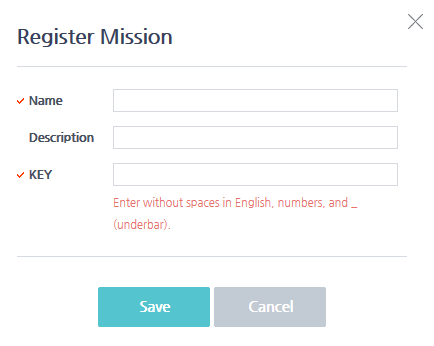 Register Mission
Name
Description
KEY
Enter without spaces in English, numbers, and _
(underbar).
Save Cancel